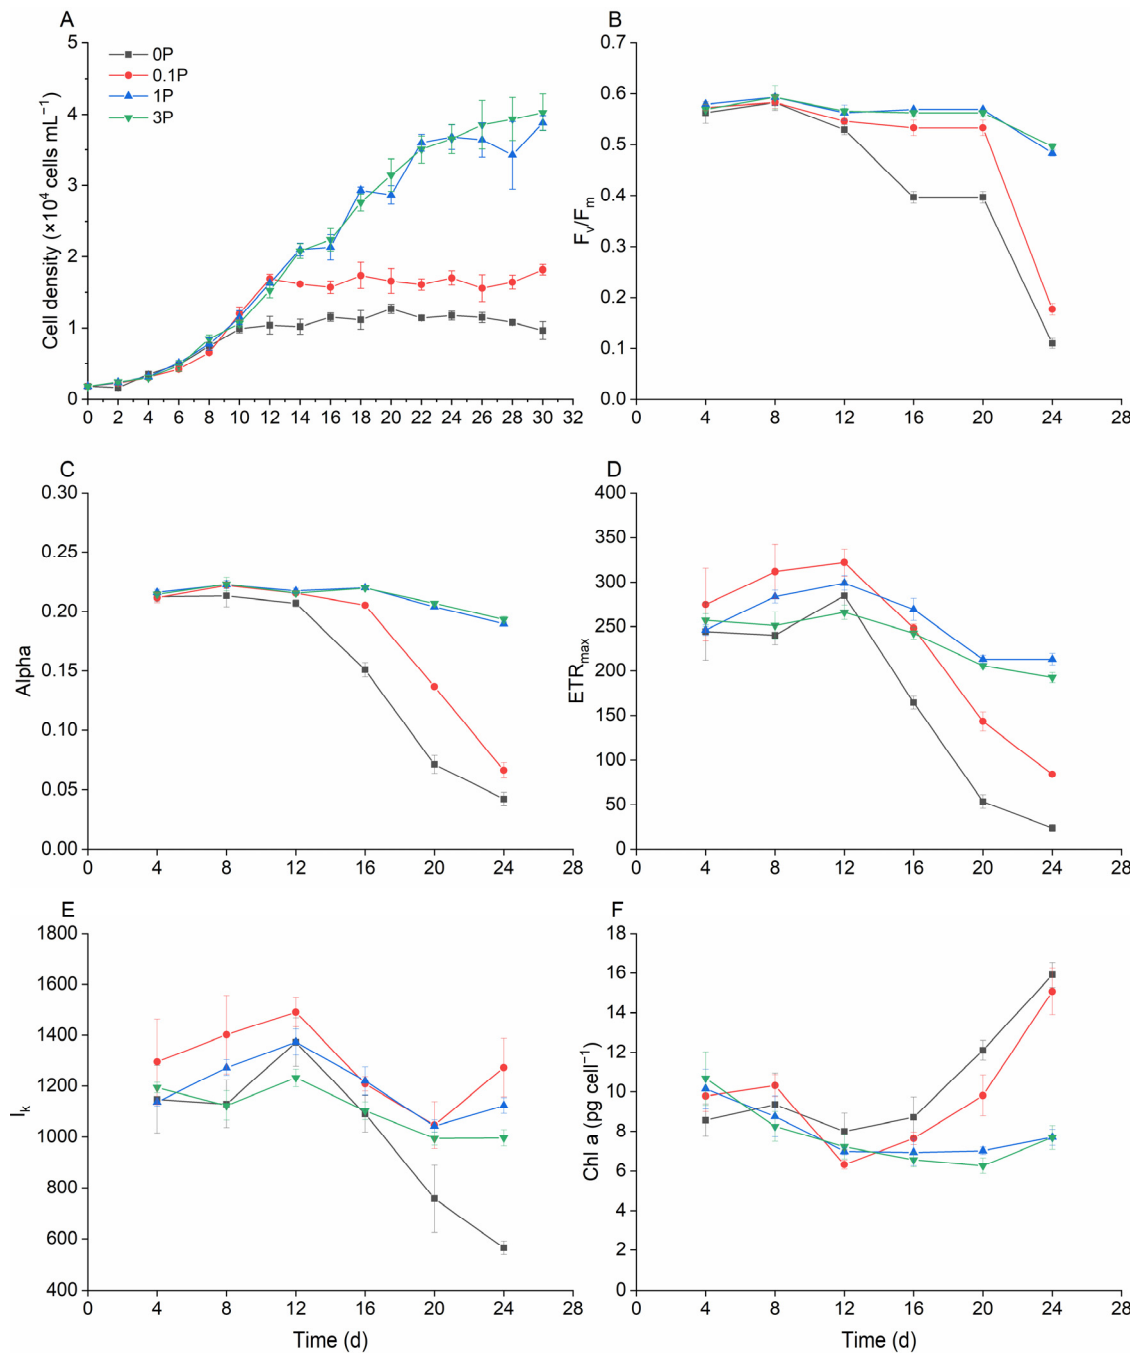 A
Cell density (×10⁴ cells mL⁻¹)
5
4
3
2
1
0
0P
0.1P
1P
3P
0 2 4 6 8 10 12 14 16 18 20 22 24 26 28 30 32
B
Fᵥ/Fₘ
0.7
0.6
0.5
0.4
0.3
0.2
0.1
0.0
0 4 8 12 16 20 24 28
C
Alpha
0.30
0.25
0.20
0.15
0.10
0.05
0.00
0 4 8 12 16 20 24 28
D
ETRₘₐₓ
400
350
300
250
200
150
100
50
0
0 4 8 12 16 20 24 28
E
Iₖ
1800
1600
1400
1200
1000
800
600
400
0 4 8 12 16 20 24 28
Time (d)
F
Chl a (pg cell⁻¹)
18
16
14
12
10
8
6
4
2
0
0 4 8 12 16 20 24 28
Time (d)